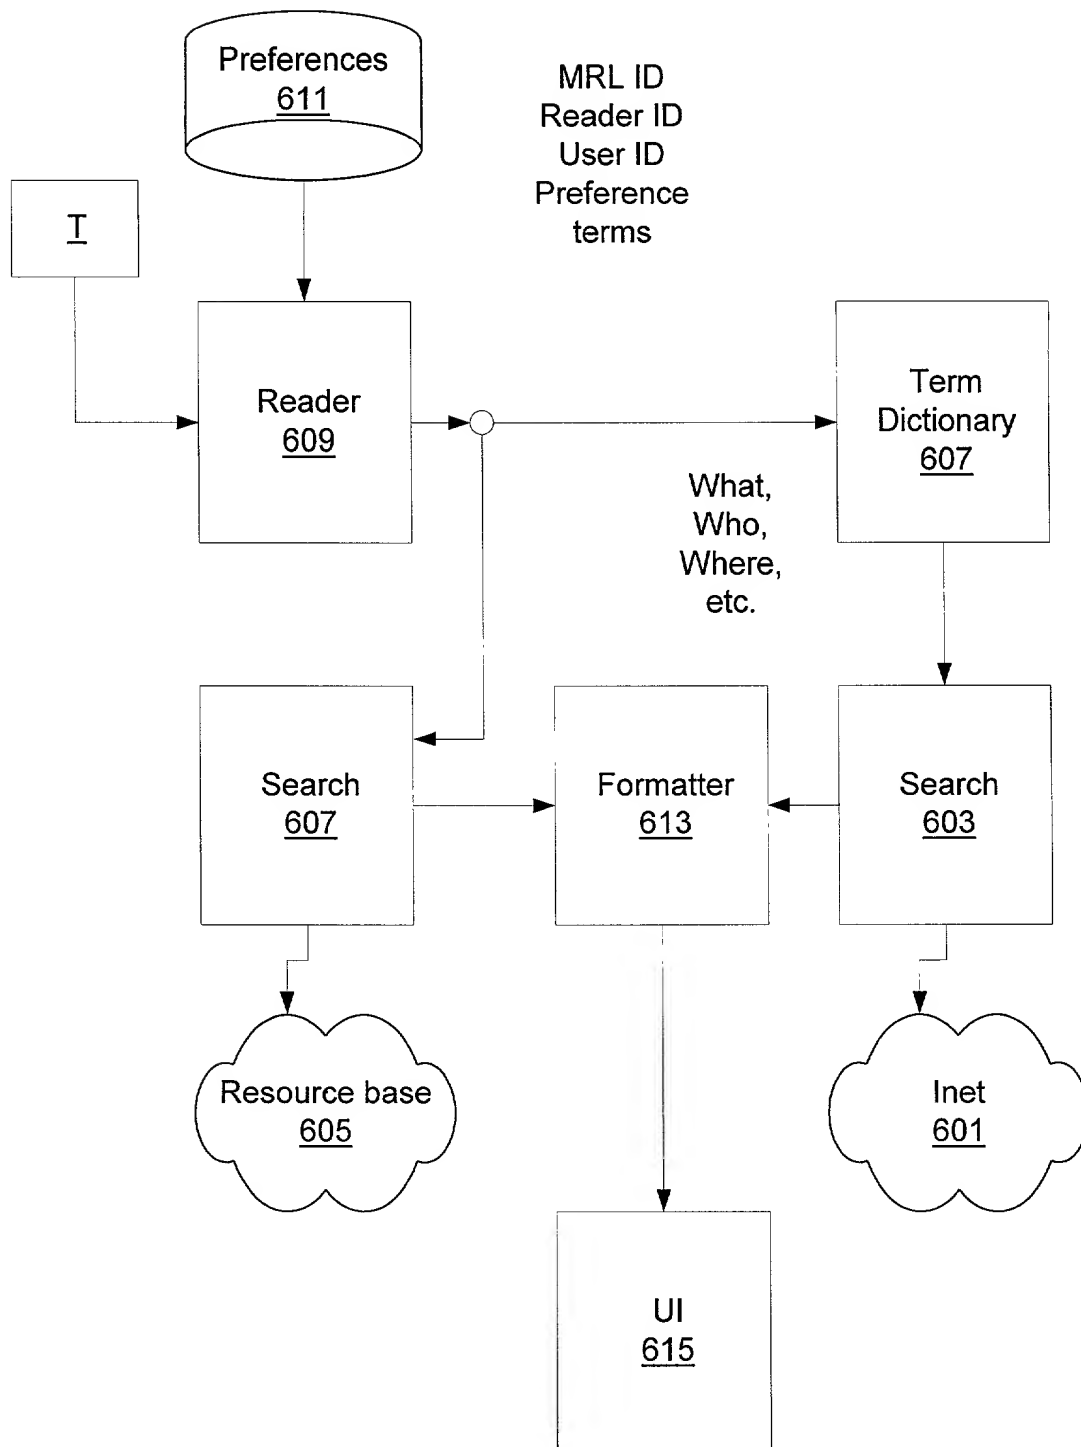 Preferences
611
MRL ID
Reader ID
User ID
Preference
terms
T
Reader
609
Term
Dictionary
607
What,
Who,
Where,
etc.
Search
607
Formatter
613
Search
603
Resource base
605
Inet
601
UI
615